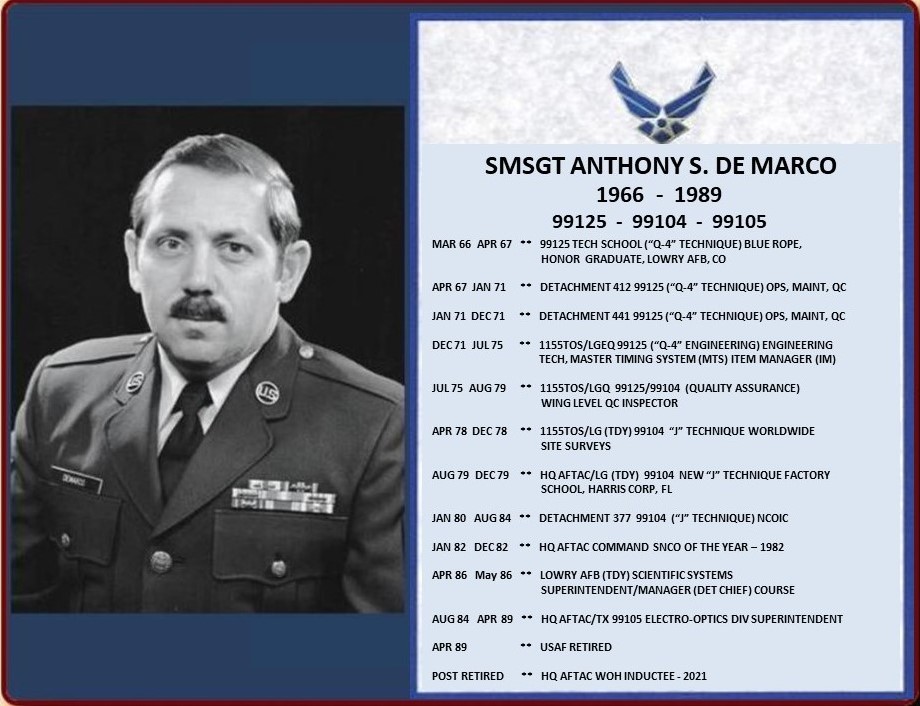 SMSGT ANTHONY S. DE MARCO
1966 - 1989
99125 - 99104 - 99105
MAR 66 APR 67 ** 99125 TECH SCHOOL ("Q-4" TECHNIQUE) BLUE ROPE,
HONOR GRADUATE, LOWRY AFB, CO
APR 67 JAN 71 ** DETACHMENT 412 99125 ("Q-4" TECHNIQUE) OPS, MAINT, QC
JAN 71 DEC 71 ** DETACHMENT 441 99125 ("Q-4" TECHNIQUE) OPS, MAINT, QC
DEC 71 JUL 75 ** 1155TOS/LGEQ 99125 ("Q-4" ENGINEERING) ENGINEERING
TECH, MASTER TIMING SYSTEM (MTS) ITEM MANAGER (IM)
JUL 75 AUG 79 ** 1155TOS/LGQ 99125/99104 (QUALITY ASSURANCE)
WING LEVEL QC INSPECTOR
APR 78 DEC 78 ** 1155TOS/LG (TDY) 99104 "J" TECHNIQUE WORLDWIDE
SITE SURVEYS
AUG 79 DEC 79 ** HQ AFTAC/LG (TDY) 99104 NEW "J" TECHNIQUE FACTORY
SCHOOL, HARRIS CORP, FL
JAN 80 AUG 84 ** DETACHMENT 377 99104 ("J" TECHNIQUE) NCOIC
JAN 82 DEC 82 ** HQ AFTAC COMMAND SNCO OF THE YEAR – 1982
APR 86 May 86 ** LOWRY AFB (TDY) SCIENTIFIC SYSTEMS
SUPERINTENDENT/MANAGER (DET CHIEF) COURSE
AUG 84 APR 89 ** HQ AFTAC/TX 99105 ELECTRO-OPTICS DIV SUPERINTENDENT
APR 89 ** USAF RETIRED
POST RETIRED ** HQ AFTAC WOH INDUCTEE - 2021
U.S
DEMARCO